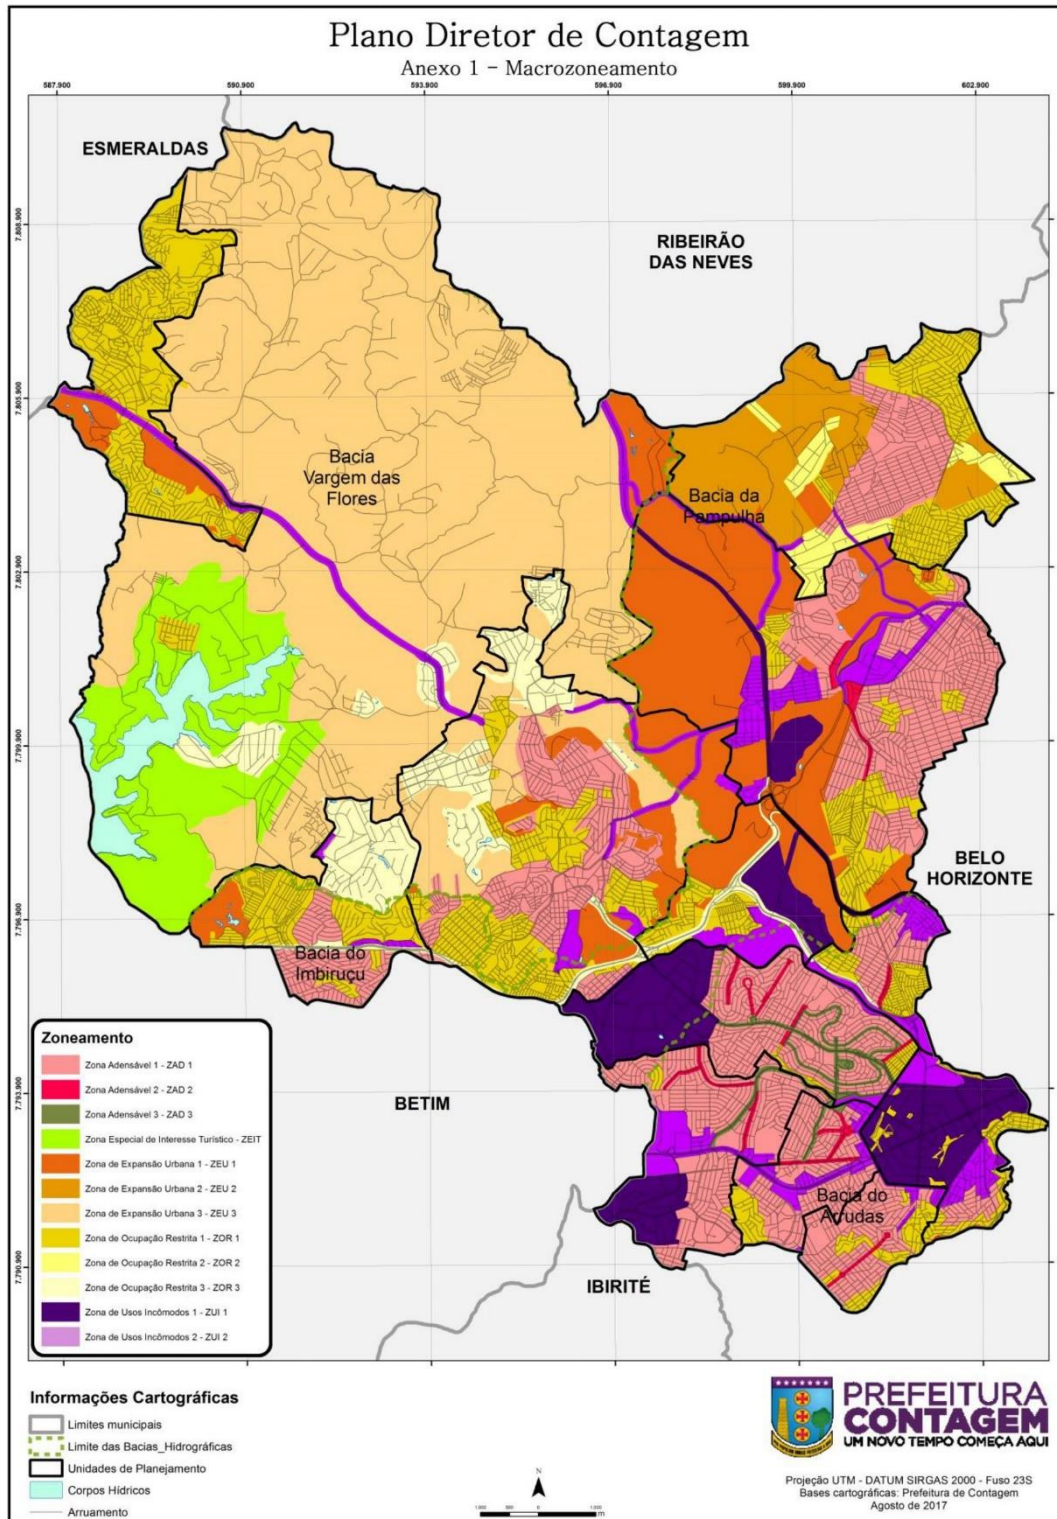 Plano Diretor de Contagem
Anexo 1 – Macrozoneamento
587.900 590.900 593.900 596.900 599.900 602.900
ESMERALDAS
7.808.900
RIBEIRÃO
DAS NEVES
7.805.900
Bacia
Vargem das
Flores
Bacia da
Pampulha
7.802.900
7.799.900
BELO
HORIZONTE
7.796.900
Bacia do
Imbiruçu
7.793.900
BETIM
Bacia do
Arrudas
7.790.900
IBIRITÉ
Zoneamento
Zona Adensável 1 - ZAD 1
Zona Adensável 2 - ZAD 2
Zona Adensável 3 - ZAD 3
Zona Especial de Interesse Turístico - ZEIT
Zona de Expansão Urbana 1 - ZEU 1
Zona de Expansão Urbana 2 - ZEU 2
Zona de Expansão Urbana 3 - ZEU 3
Zona de Ocupação Restrita 1 - ZOR 1
Zona de Ocupação Restrita 2 - ZOR 2
Zona de Ocupação Restrita 3 - ZOR 3
Zona de Usos Incômodos 1 - ZUI 1
Zona de Usos Incômodos 2 - ZUI 2
Informações Cartográficas
Limites municipais
Limite das Bacias_Hidrográficas
Unidades de Planejamento
Corpos Hídricos
Arruamento
N
1.000 500 0 1.000
m
PREFEITURA
CONTAGEM
UM NOVO TEMPO COMEÇA AQUI
Projeção UTM - DATUM SIRGAS 2000 - Fuso 23S
Bases cartográficas: Prefeitura de Contagem
Agosto de 2017